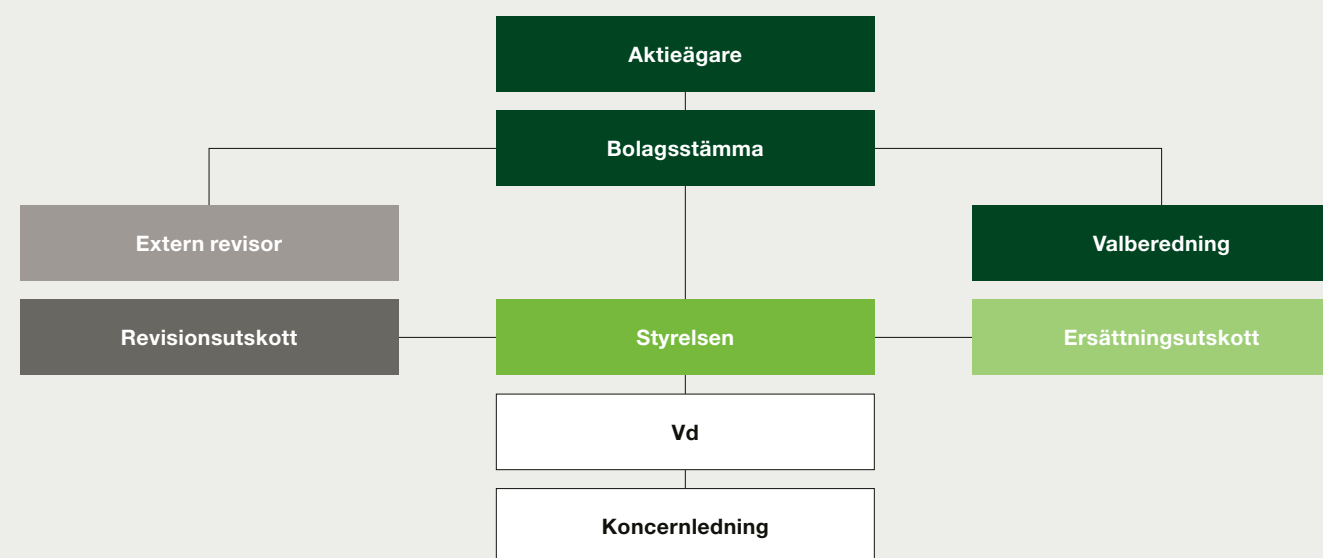 Aktieägare
Bolagsstämma
Extern revisor
Valberedning
Revisionsutskott
Styrelsen
Ersättningsutskott
Vd
Koncernledning